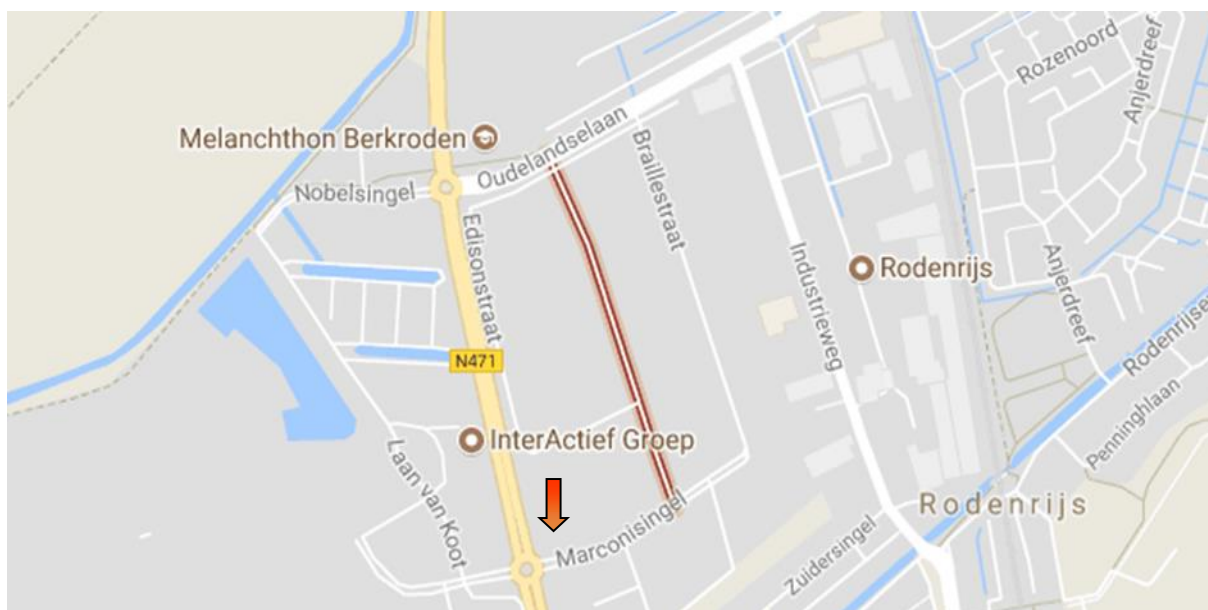 Rozenoord
Anjerdreef
Melanchthon Berkroden
Oudelandselaan
Braillestraat
Nobelsingel
Edisonstraat
Industrieweg
Rodenrijs
Anjerdreef
Rodenrijse
N471
Penninghlaan
InterActief Groep
Laan van Koot
Rodenrijs
Marconisingel
Zuidersingel